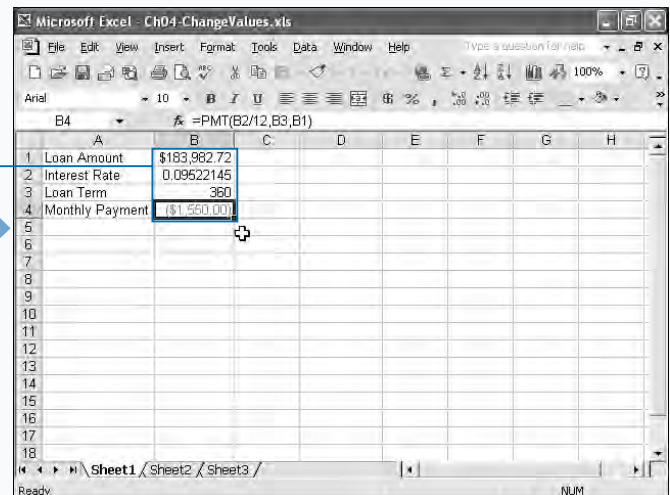 Microsoft Excel - Ch04-ChangeValues.xls
File Edit View Insert Format Tools Data Window Help Type a question for help
100%
Arial 10 B I U
B4 fx =PMT(B2/12,B3,B1)
A B C D E F G H
1 Loan Amount $183,982.72
2 Interest Rate 0.09522145
3 Loan Term 360
4 Monthly Payment ($1,550.00)
5
6
7
8
9
10
11
12
13
14
15
16
17
18
Sheet1 / Sheet2 / Sheet3 /
Ready NUM